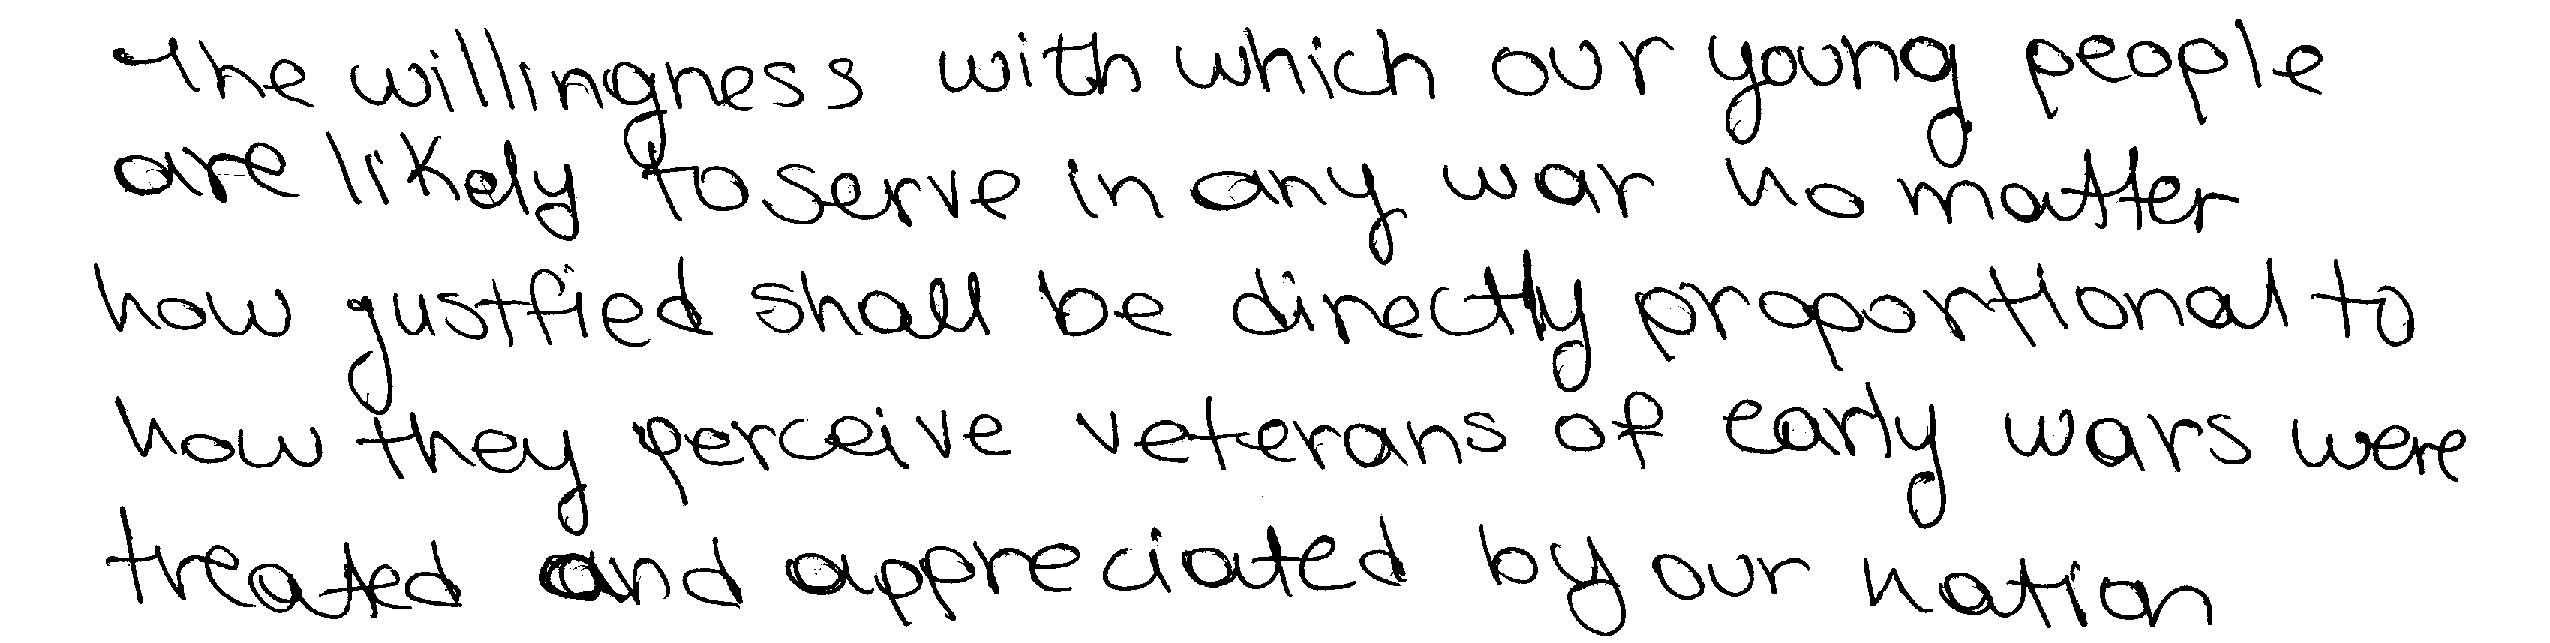 The willingness with which our young people
are likely to serve in any war no matter
how gustfied shall be directly proportional to
how they perceive veterans of early wars were
treated and appreciated by our nation